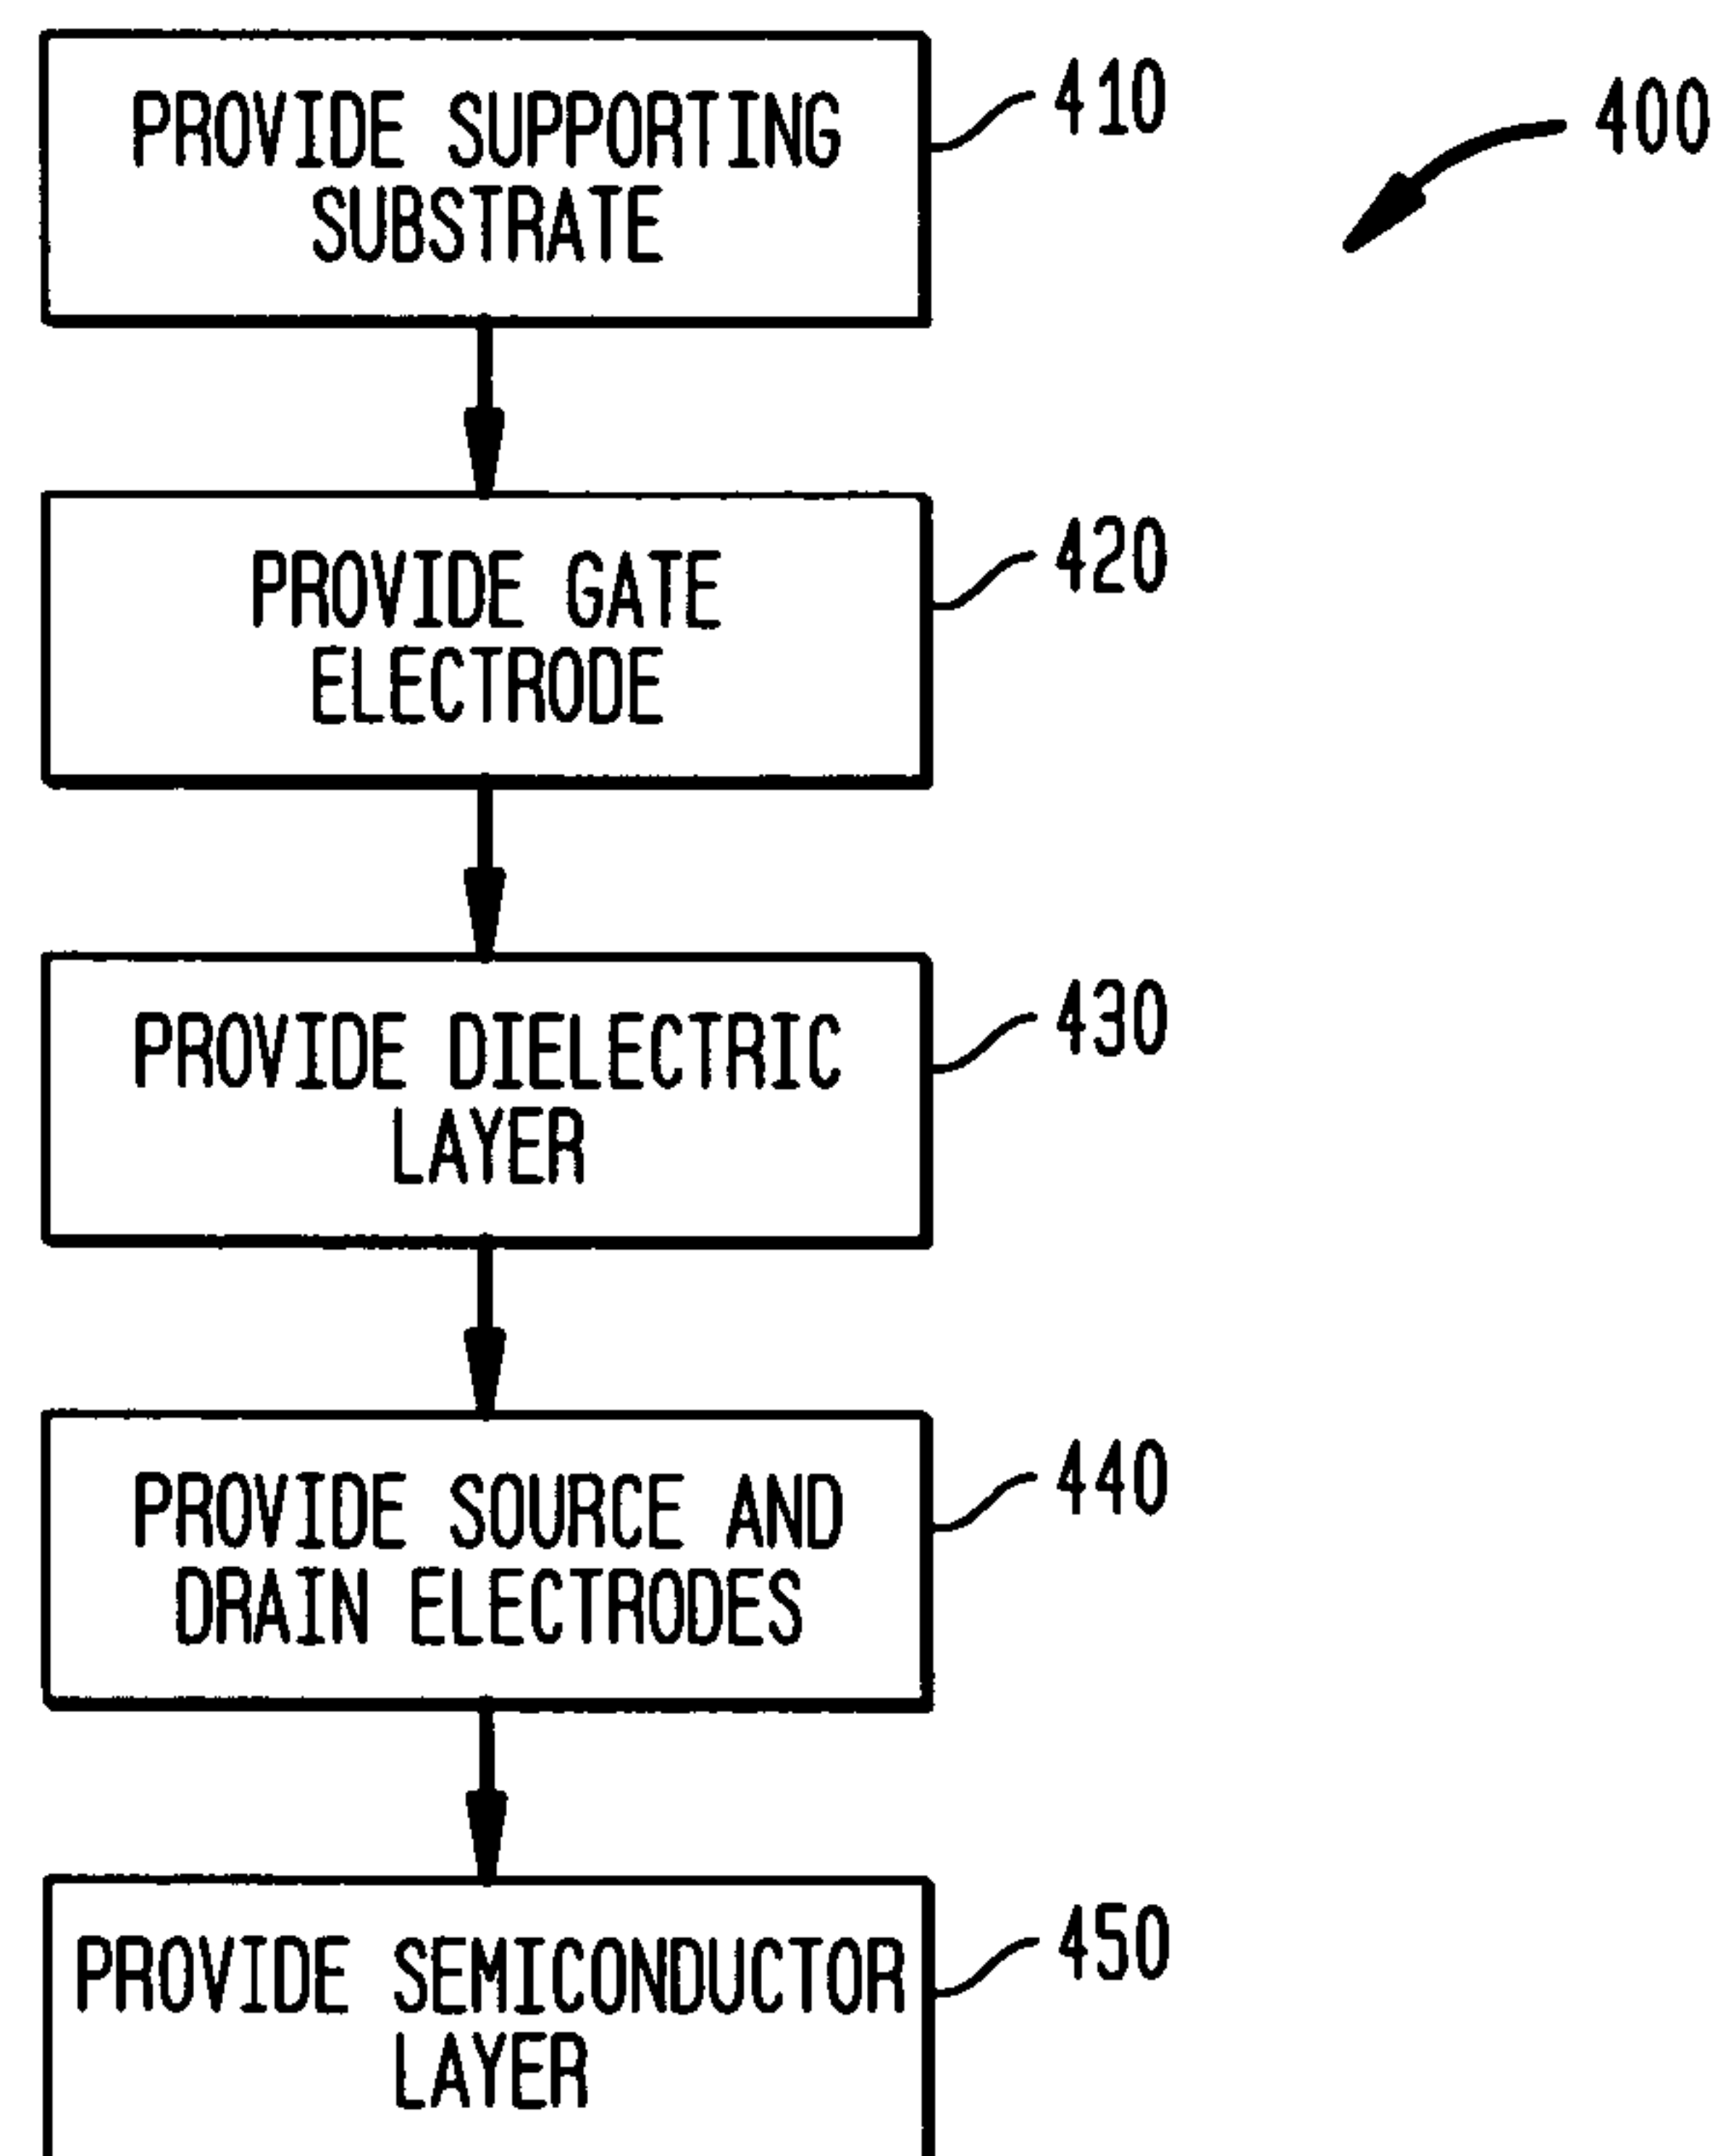 PROVIDE SUPPORTING
SUBSTRATE
410
400
PROVIDE GATE
ELECTRODE
420
PROVIDE DIELECTRIC
LAYER
430
PROVIDE SOURCE AND
DRAIN ELECTRODES
440
PROVIDE SEMICONDUCTOR
LAYER
450